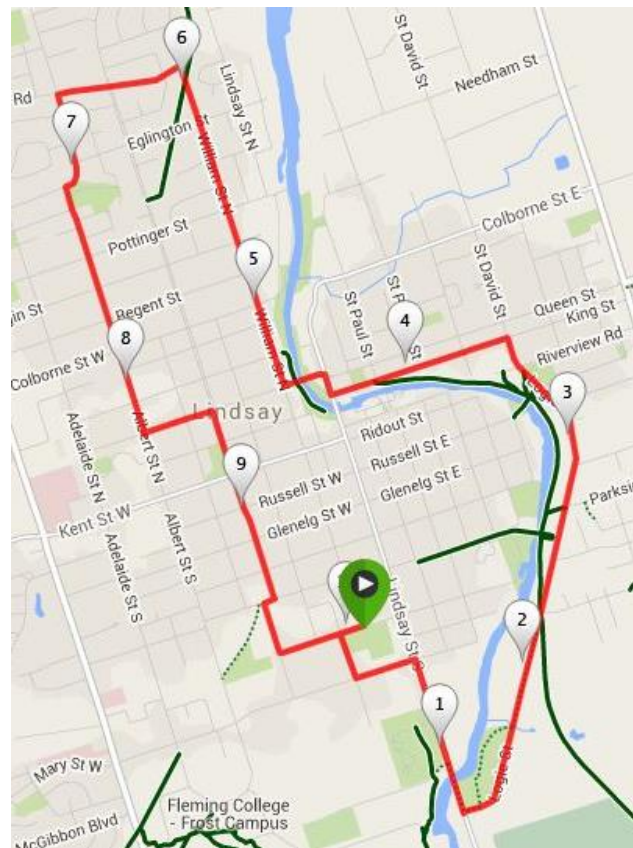 6
St David St
Needham St
Rd
Lindsay St N
7
Eglington St
William St N
Colborne St E
Pottinger St
5
St David St
4
Regent St
St Paul St
St
Queen St
King St
8
William St N
Riverview Rd
Colborne St W
3
Lindsay
Albert St N
Ridout St
Adelaide St N
9
Russell St E
Russell St W
Glenelg St E
Kent St W
Glenelg St W
Albert St S
Adelaide St S
Lindsay St S
2
1
Logie St
Mary St W
Fleming College
- Frost Campus
McGibbon Blvd